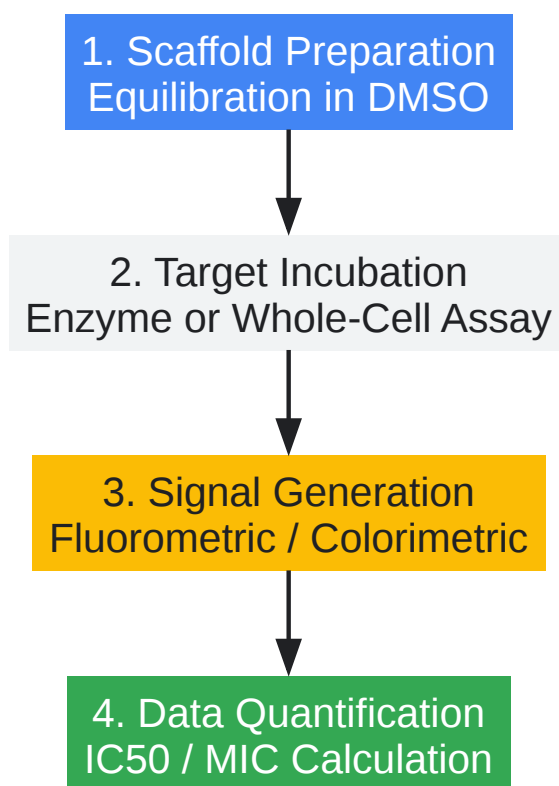 1. Scaffold Preparation
Equilibration in DMSO
2. Target Incubation
Enzyme or Whole-Cell Assay
3. Signal Generation
Fluorometric / Colorimetric
4. Data Quantification
IC50 / MIC Calculation